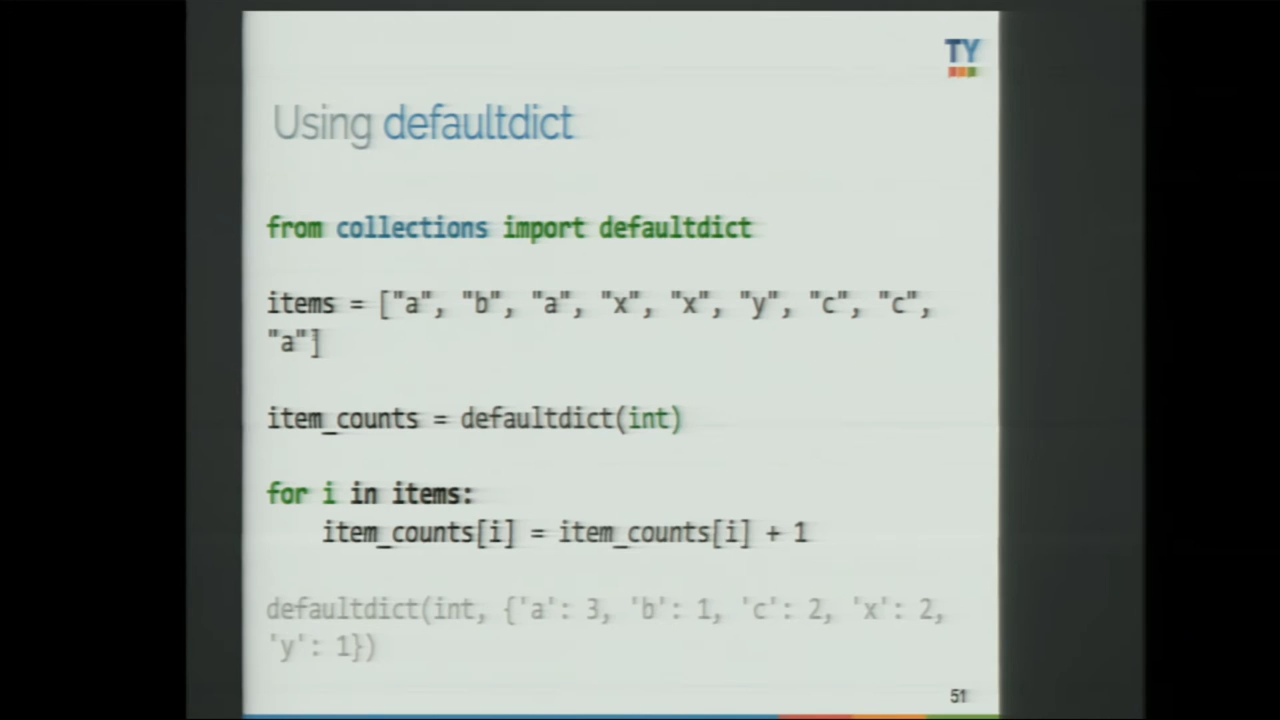 TY
Using defaultdict
from collections import defaultdict
items = ["a", "b", "a", "x", "x", "y", "c", "c",
"a"]
item_counts = defaultdict(int)
for i in items:
    item_counts[i] = item_counts[i] + 1
defaultdict(int, {'a': 3, 'b': 1, 'c': 2, 'x': 2,
'y': 1})
51